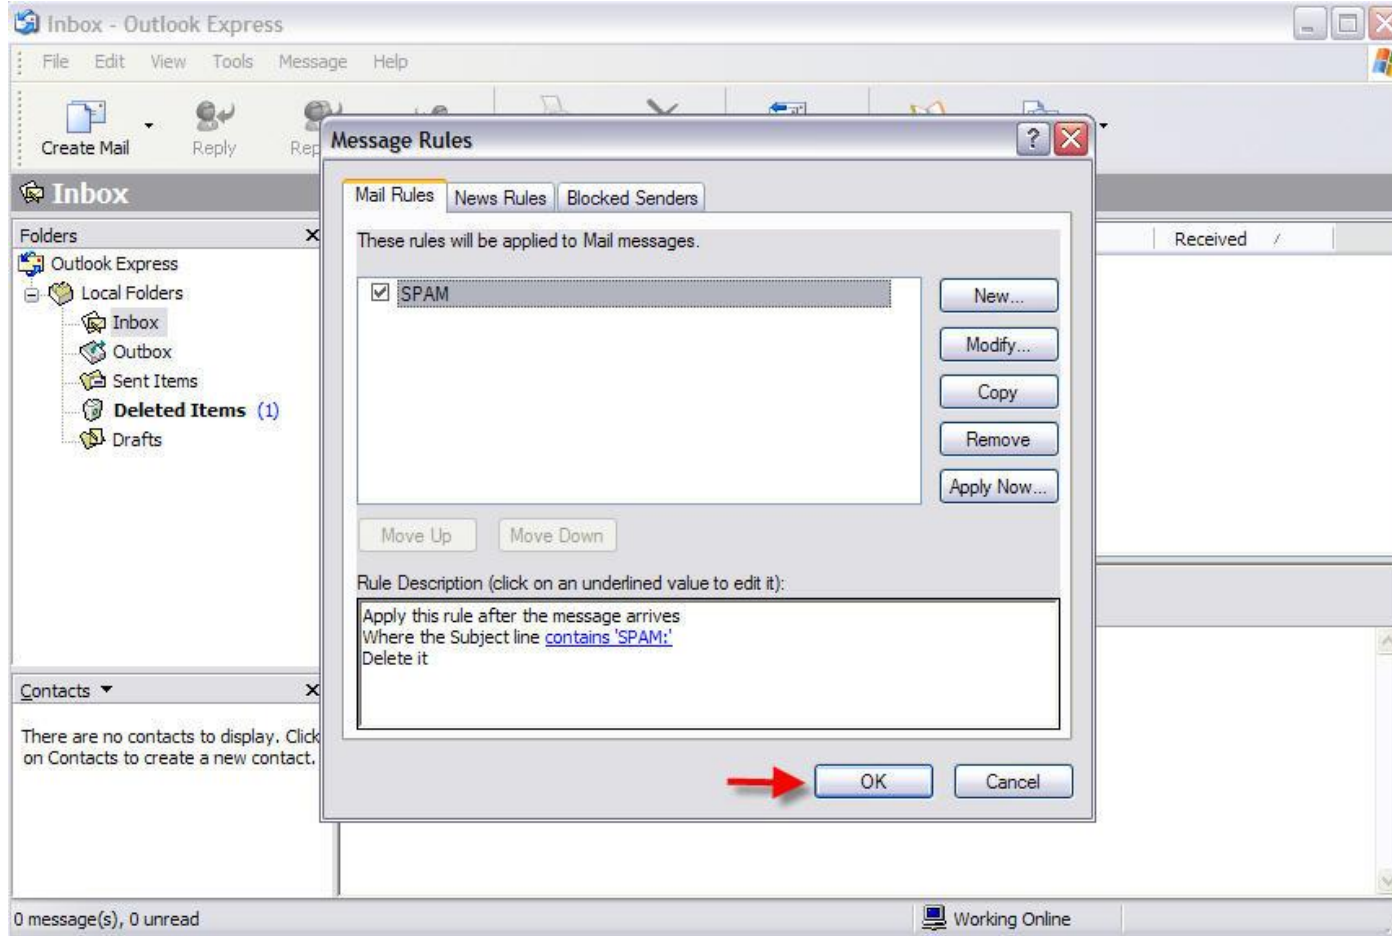 Inbox - Outlook Express
File Edit View Tools Message Help
Create Mail Reply Rep
Inbox
Folders
Outlook Express
Local Folders
Inbox
Outbox
Sent Items
Deleted Items (1)
Drafts
Contacts
There are no contacts to display. Click
on Contacts to create a new contact.
Message Rules
Mail Rules News Rules Blocked Senders
These rules will be applied to Mail messages.
SPAM
New...
Modify...
Copy
Remove
Apply Now...
Move Up Move Down
Rule Description (click on an underlined value to edit it):
Apply this rule after the message arrives
Where the Subject line contains 'SPAM:'
Delete it
OK Cancel
Received
0 message(s), 0 unread Working Online